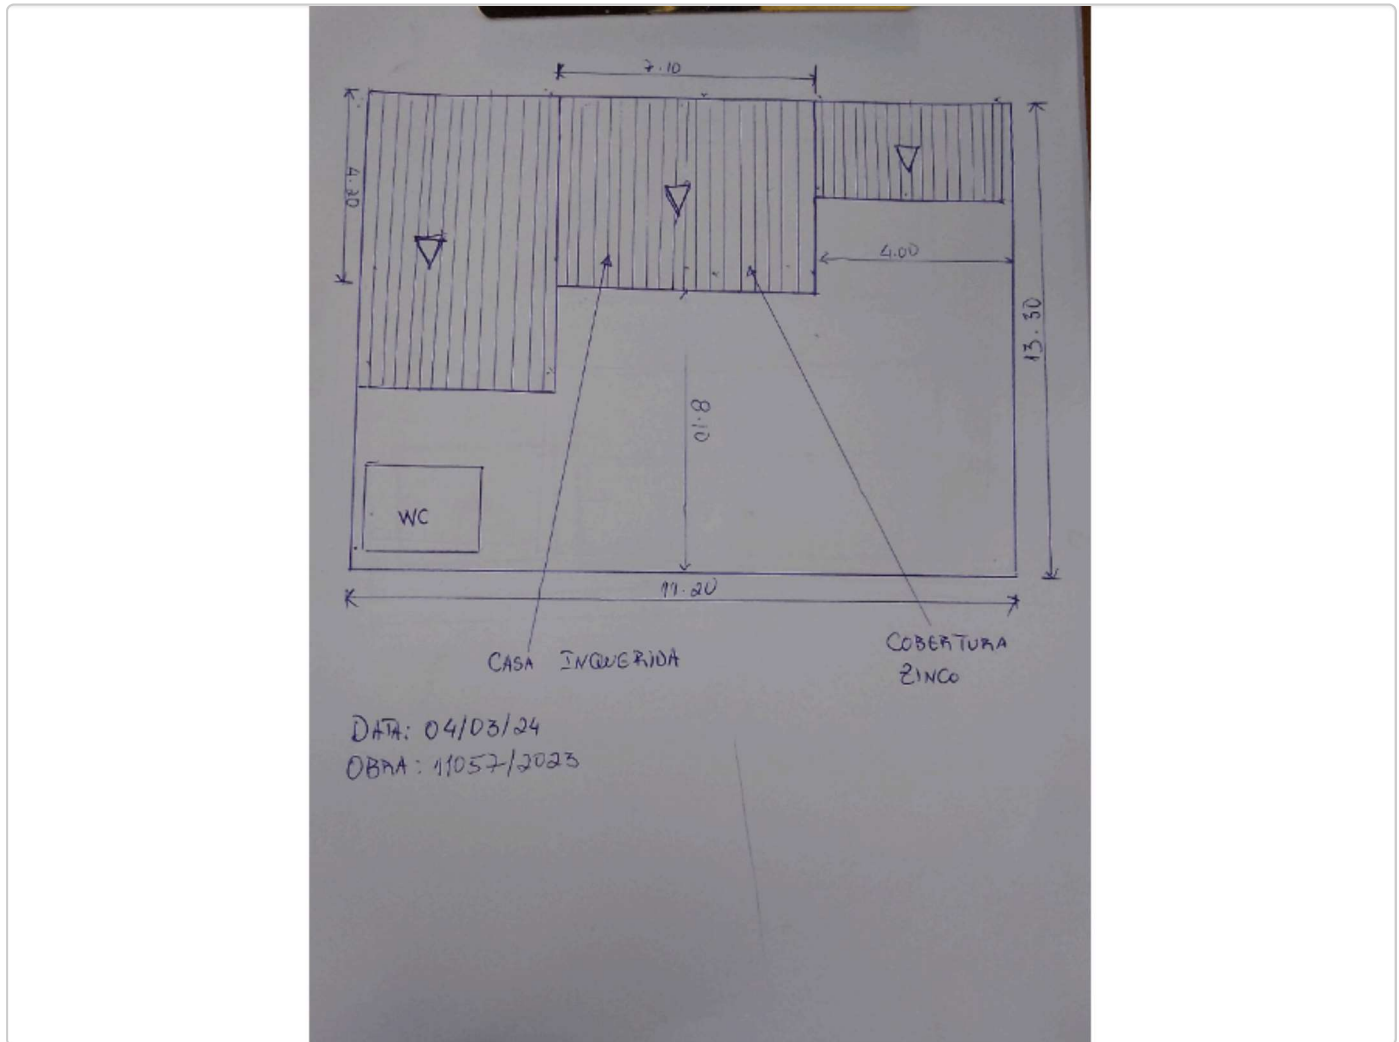 7.10
4.20
4.00
13.30
8.10
WC
11.20
CASA INQUERIDA
COBERTURA
ZINCO
DATA: 04/03/24
OBRA: 11057/2023